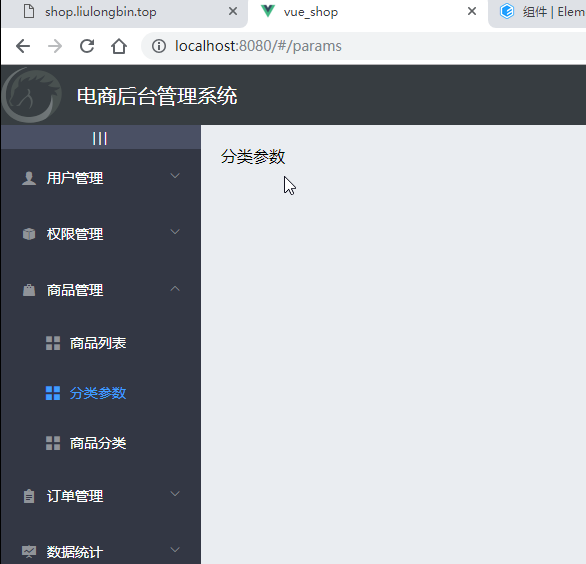 shop.liulongbin.top
vue_shop
组件 | Elem
localhost:8080/#/params
电商后台管理系统
|||
分类参数
用户管理
权限管理
商品管理
商品列表
分类参数
商品分类
订单管理
数据统计